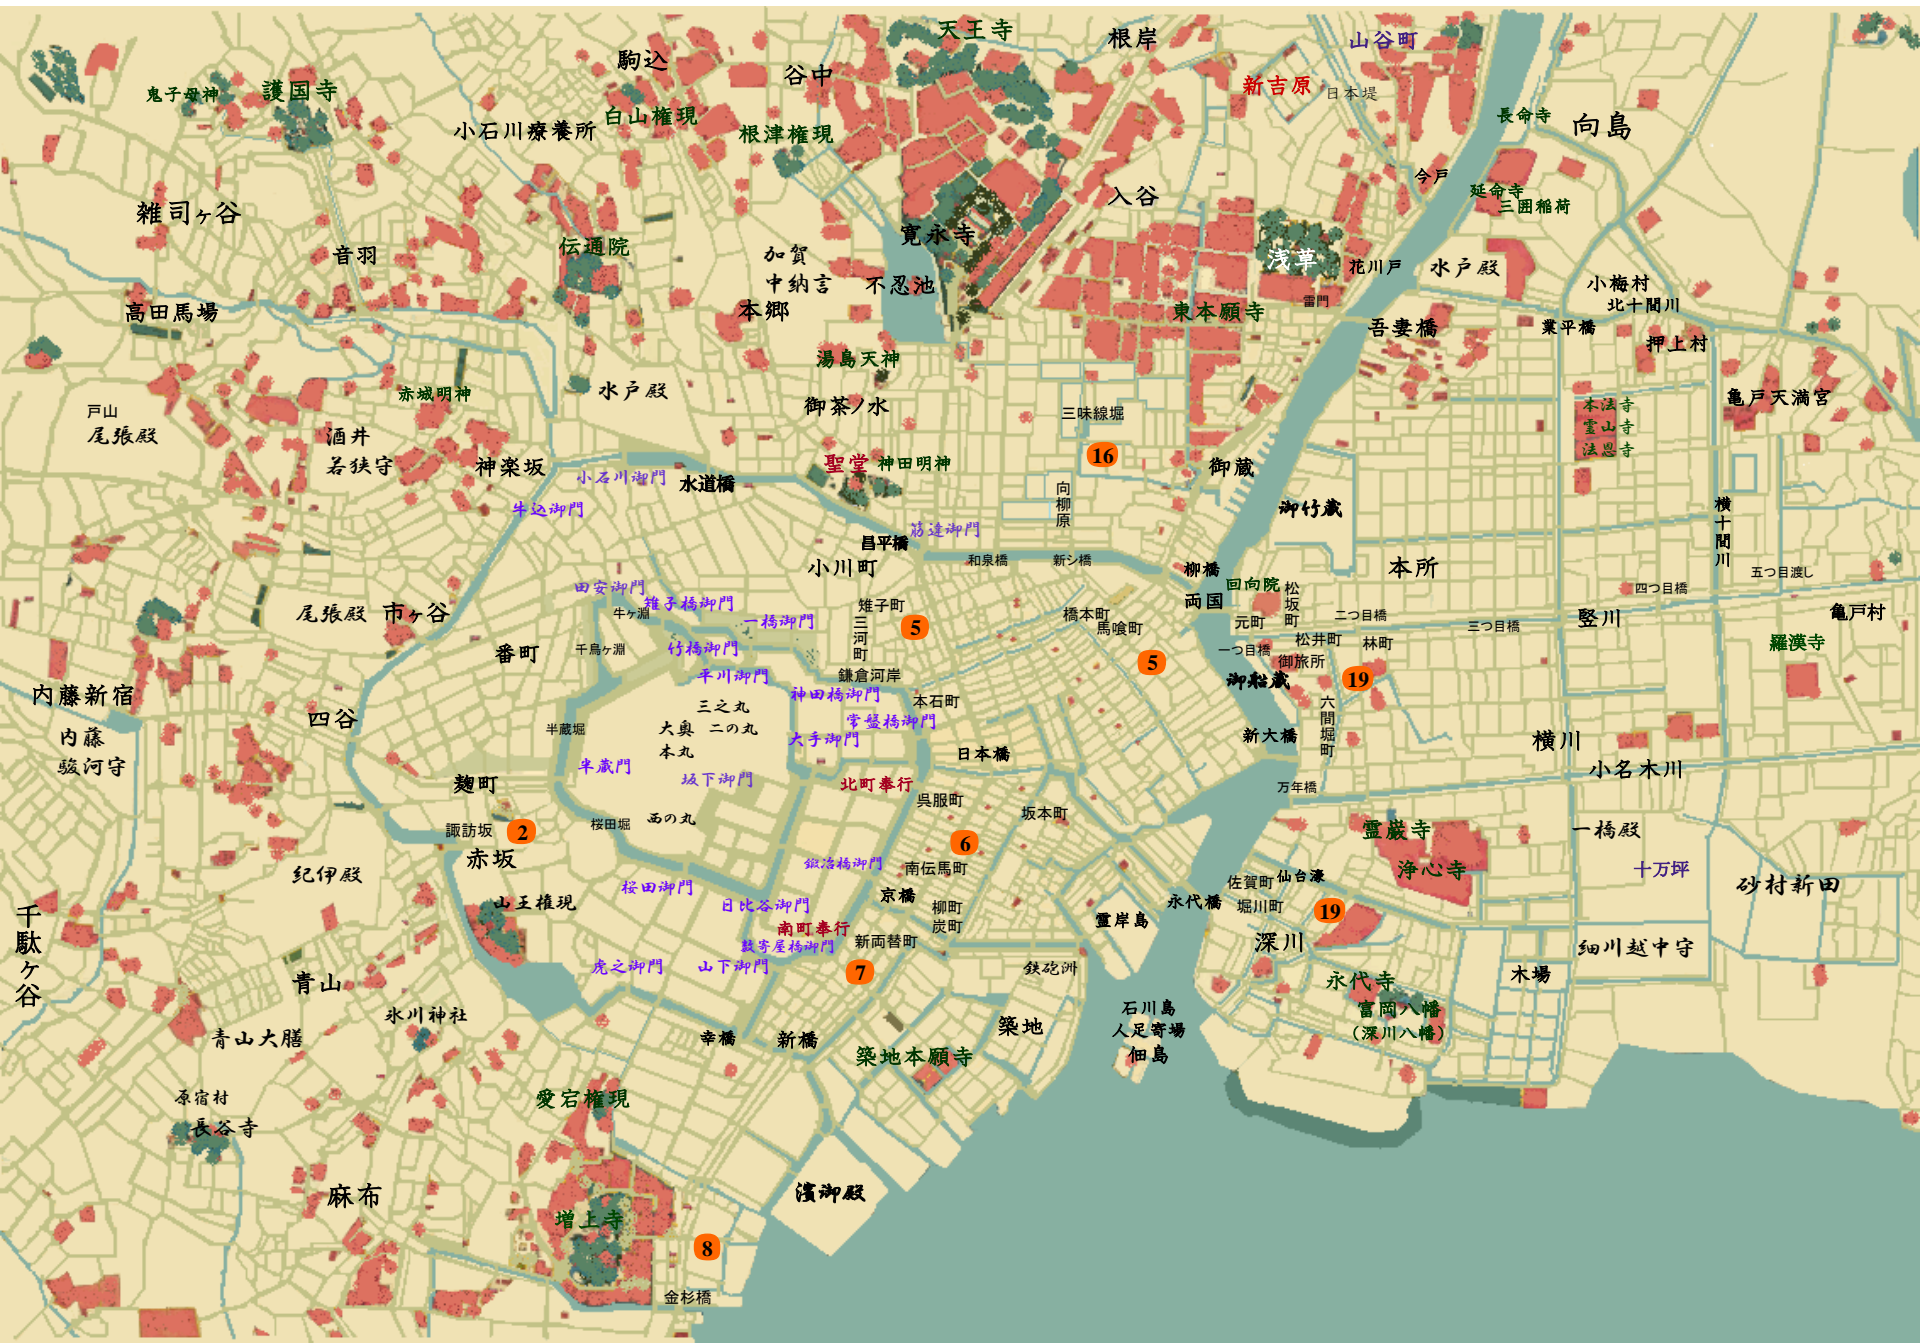 天王寺
根岸
山谷町
駒込
谷中
新吉原
日本堤
鬼子母神
護国寺
白山権現
根津権現
小石川療養所
長命寺
向島
今戸
延命寺
三囲稲荷
入谷
雑司ヶ谷
音羽
伝通院
加賀
中納言
寛永寺
浅草
花川戸
水戸殿
不忍池
本郷
高田馬場
東本願寺
雷門
吾妻橋
小梅村
北十間川
業平橋
押上村
湯島天神
赤城明神
水戸殿
御茶ノ水
三味線堀
戸山
尾張殿
酒井
若狭守
本法寺
霊山寺
法恩寺
亀戸天満宮
神楽坂
小石川御門
水道橋
聖堂
神田明神
16
御蔵
向柳原
御竹蔵
横十間川
牛込御門
筋違御門
昌平橋
和泉橋
新シ橋
小川町
柳橋
両国
回向院
松坂町
本所
五つ目渡し
四つ目橋
田安御門
雉子橋御門
牛ヶ淵
一橋御門
雉子町
三河町
5
橋本町
馬喰町
元町
二つ目橋
三つ目橋
竪川
亀戸村
尾張殿
市ヶ谷
番町
千鳥ヶ淵
竹橋御門
平川御門
鎌倉河岸
5
一つ目橋
松井町
林町
御旅所
御船蔵
19
羅漢寺
内藤新宿
内藤
駿河守
四谷
半蔵堀
三之丸
大奥
二の丸
本丸
神田橋御門
常盤橋御門
大手御門
本石町
日本橋
新大橋
六間堀町
横川
小名木川
麹町
半蔵門
坂下御門
北町奉行
呉服町
坂本町
万年橋
諏訪坂
2
桜田堀
西の丸
6
霊巌寺
浄心寺
一橋殿
十万坪
砂村新田
赤坂
紀伊殿
鍛冶橋御門
南伝馬町
京橋
佐賀町
仙台濠
堀川町
19
千駄ヶ谷
山王権現
桜田御門
日比谷御門
南町奉行
数寄屋橋御門
新両替町
柳町
炭町
霊岸島
永代橋
深川
細川越中守
虎之御門
山下御門
7
鉄砲洲
木場
青山
氷川神社
永代寺
富岡八幡
(深川八幡)
石川島
人足寄場
佃島
青山大膳
幸橋
新橋
築地
築地本願寺
原宿村
長谷寺
愛宕権現
麻布
濱御殿
増上寺
8
金杉橋